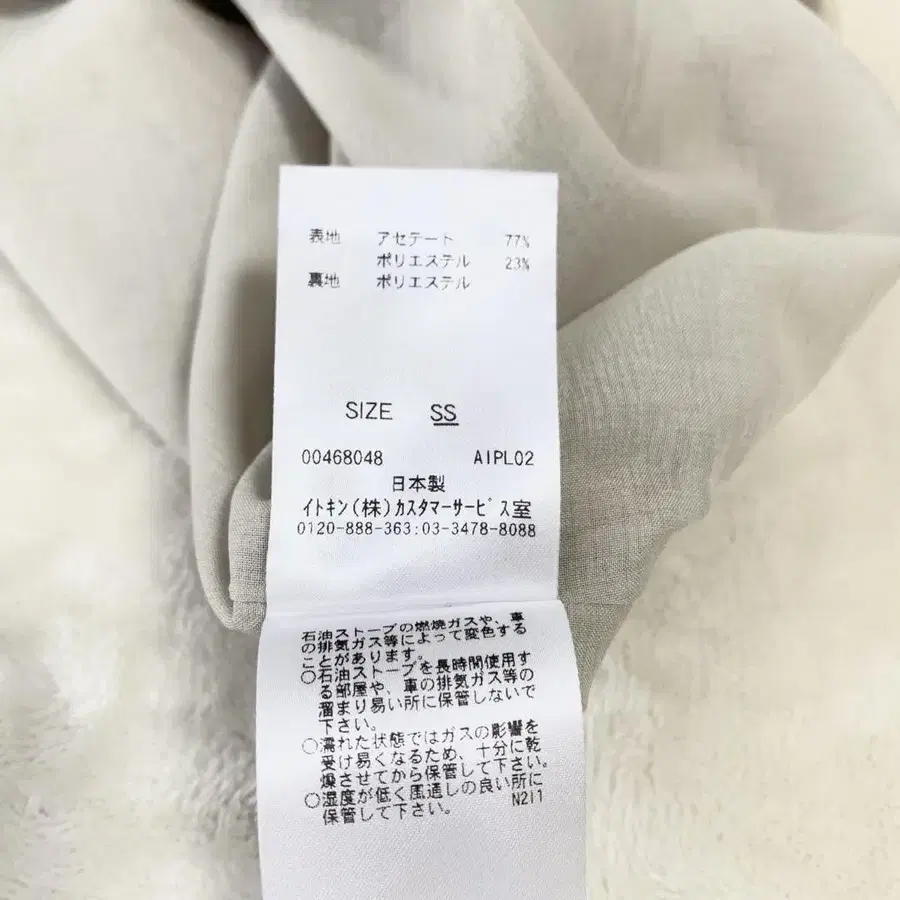 表地 アセテート 77%
ポリエステル 23%
裏地 ポリエステル
SIZE SS
00468048 AIPL02
日本製
イトキン(株)カスタマーサービス室
0120-888-363:03-3478-8088
石油ストーブの燃焼ガスや、車
の排気ガス等によって変色する
ことがあります。
○石油ストーブを長時間使用す
る部屋や、車の排気ガス等の
溜まり易い所に保管しないで
下さい。
○濡れた状態ではガスの影響を
受け易くなるため、十分に乾
燥させてから保管して下さい。
○湿度が低く風通しの良い所に
保管して下さい。 N211